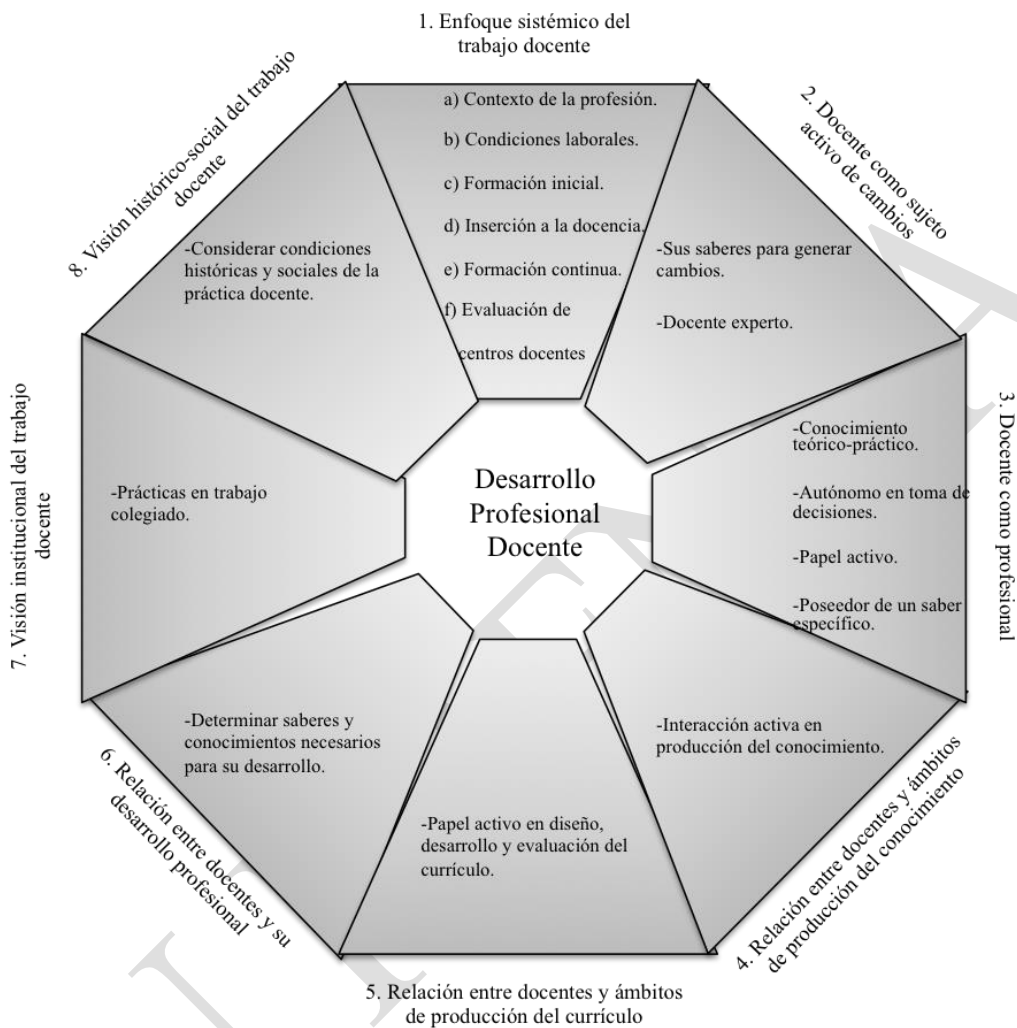 1. Enfoque sistémico del
trabajo docente
a) Contexto de la profesión.
b) Condiciones laborales.
c) Formación inicial.
d) Inserción a la docencia.
e) Formación continua.
f) Evaluación de
centros docentes
2. Docente como sujeto
activo de cambios
-Sus saberes para generar
cambios.
-Docente experto.
3. Docente como profesional
-Conocimiento
teórico-práctico.
-Autónomo en toma de
decisiones.
-Papel activo.
-Poseedor de un saber
específico.
4. Relación entre docentes y ámbitos
de producción del conocimiento
-Interacción activa en
producción del conocimiento.
5. Relación entre docentes y ámbitos
de producción del currículo
-Papel activo en diseño,
desarrollo y evaluación del
currículo.
6. Relación entre docentes y su
desarrollo profesional
-Determinar saberes y
conocimientos necesarios
para su desarrollo.
7. Visión institucional del trabajo
docente
-Prácticas en trabajo
colegiado.
8. Visión histórico-social del trabajo
docente
-Considerar condiciones
históricas y sociales de la
práctica docente.
Desarrollo
Profesional
Docente